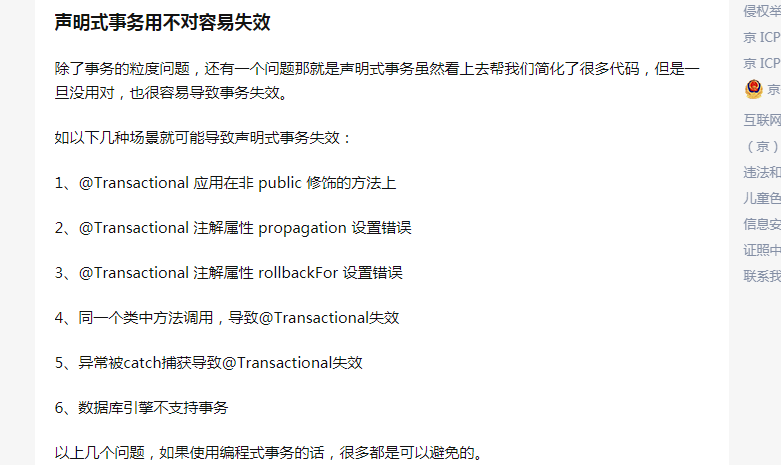 声明式事务用不对容易失效
除了事务的粒度问题，还有一个问题那就是声明式事务虽然看上去帮我们简化了很多代码，但是一
旦没用对，也很容易导致事务失效。
如以下几种场景就可能导致声明式事务失效：
1、@Transactional 应用在非 public 修饰的方法上
2、@Transactional 注解属性 propagation 设置错误
3、@Transactional 注解属性 rollbackFor 设置错误
4、同一个类中方法调用，导致@Transactional失效
5、异常被catch捕获导致@Transactional失效
6、数据库引擎不支持事务
以上几个问题，如果使用编程式事务的话，很多都是可以避免的。
侵权举
京 ICP
京 ICP
京
互联网
（京）
违法和
儿童色
信息安
证照中
联系我